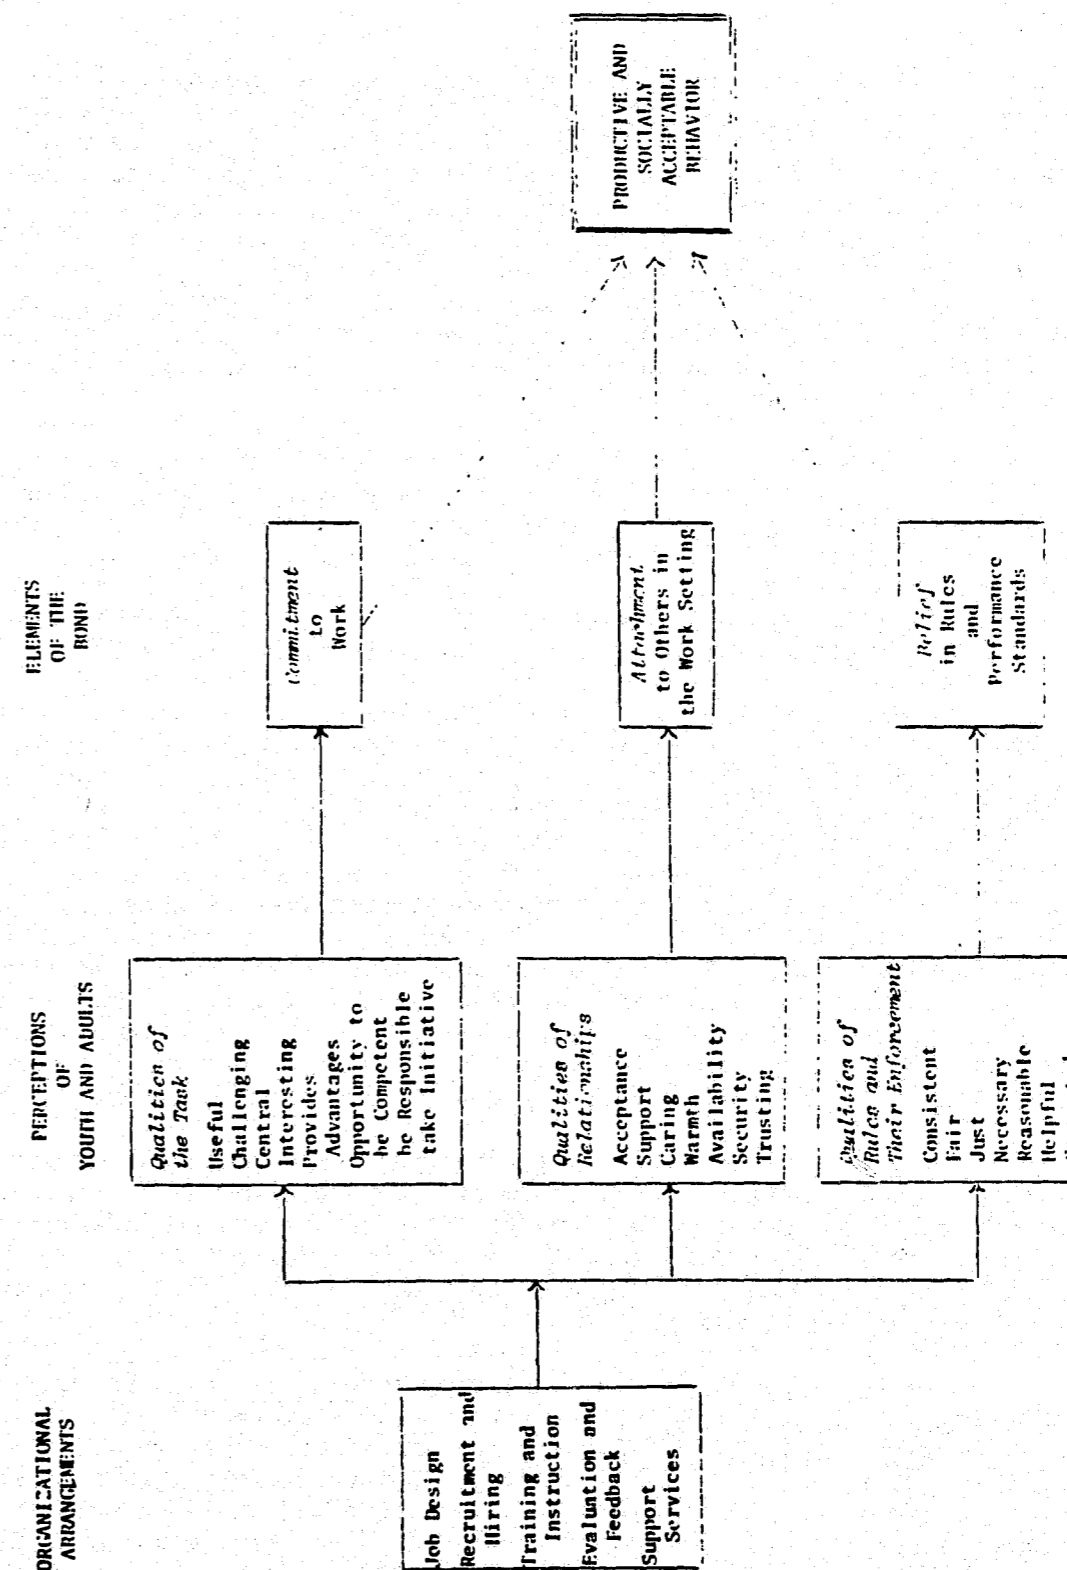 ORGANIZATIONAL
ARRANGEMENTS
Job Design
Recruitment and
Hiring
Training and
Instruction
Evaluation and
Feedback
Support
Services
PERCEPTIONS
OF
YOUTH AND ADULTS
Qualities of
the Task
Useful
Challenging
Central
Interesting
Provides
Advantages
Opportunity to
be Competent
be Responsible
take Initiative
Qualities of
Relationships
Acceptance
Support
Caring
Warmth
Availability
Security
Trusting
Qualities of
Rules and
Their Enforcement
Consistent
Fair
Just
Necessary
Reasonable
Helpful
ELEMENTS
OF THE
BOND
Commitment
to
Work
Attachment
to Others in
the Work Setting
Belief
in Rules
and
Performance
Standards
PRODUCTIVE AND
SOCIALLY
ACCEPTABLE
BEHAVIOR